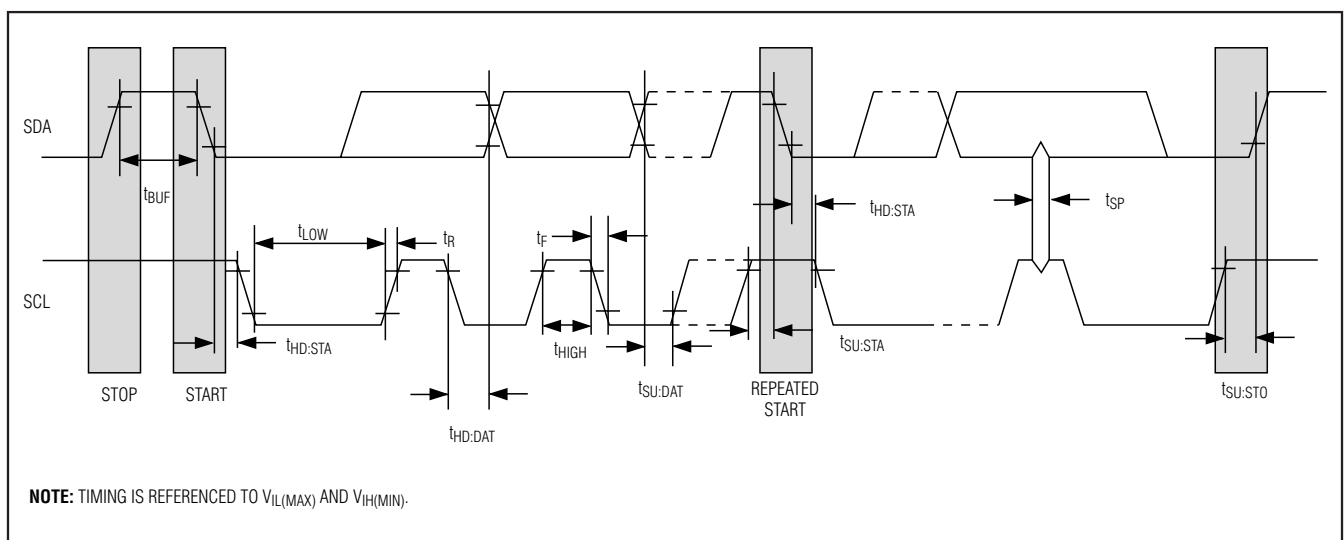 SDA
tBUF
tHD:STA
tSP
tLOW
tR
tF
SCL
tHD:STA
tHIGH
tSU:STA
tSU:DAT
tHD:DAT
tSU:STO
STOP
START
REPEATED
START
NOTE: TIMING IS REFERENCED TO VIL(MAX) AND VIH(MIN).